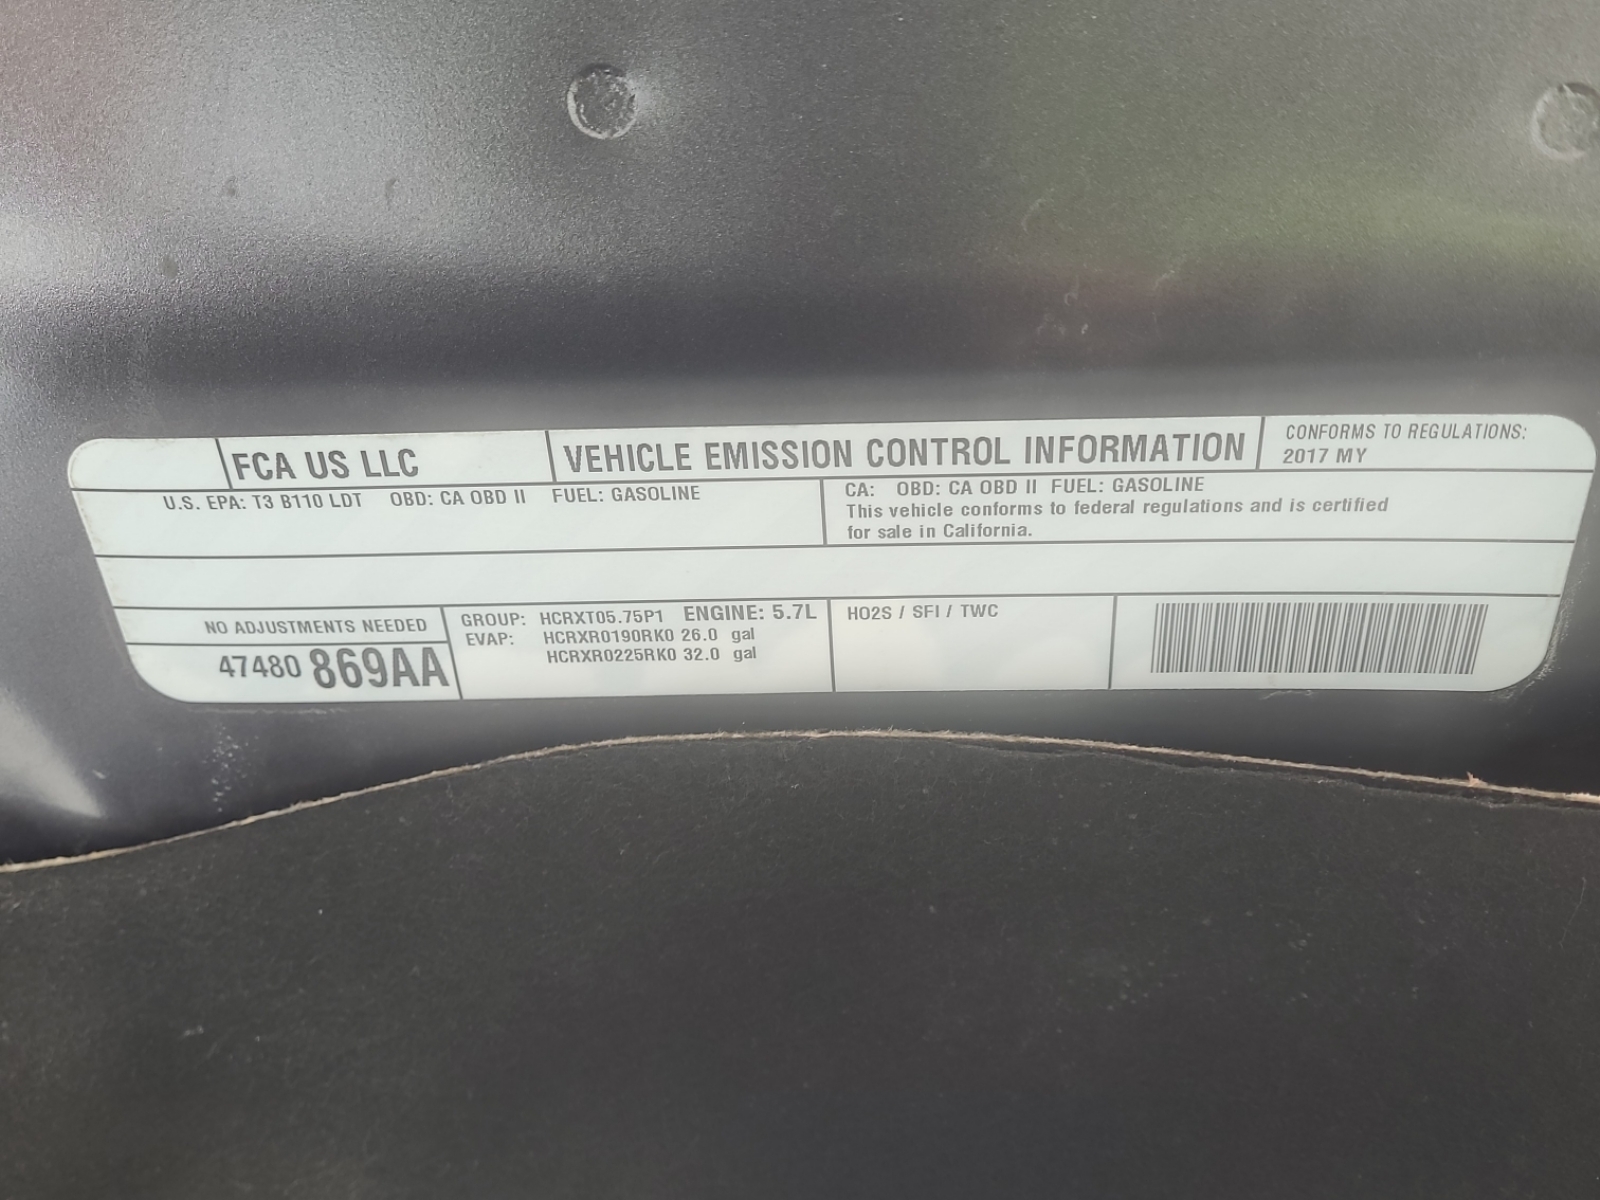 FCA US LLC
VEHICLE EMISSION CONTROL INFORMATION
CONFORMS TO REGULATIONS:
2017 MY
U.S. EPA: T3 B110 LDT OBD: CA OBD II FUEL: GASOLINE
CA: OBD: CA OBD II FUEL: GASOLINE
This vehicle conforms to federal regulations and is certified
for sale in California.
NO ADJUSTMENTS NEEDED
47480 869AA
GROUP: HCRXT05.75P1 ENGINE: 5.7L
EVAP: HCRXR0190RK0 26.0 gal
HCRXR0225RK0 32.0 gal
HO2S / SFI / TWC